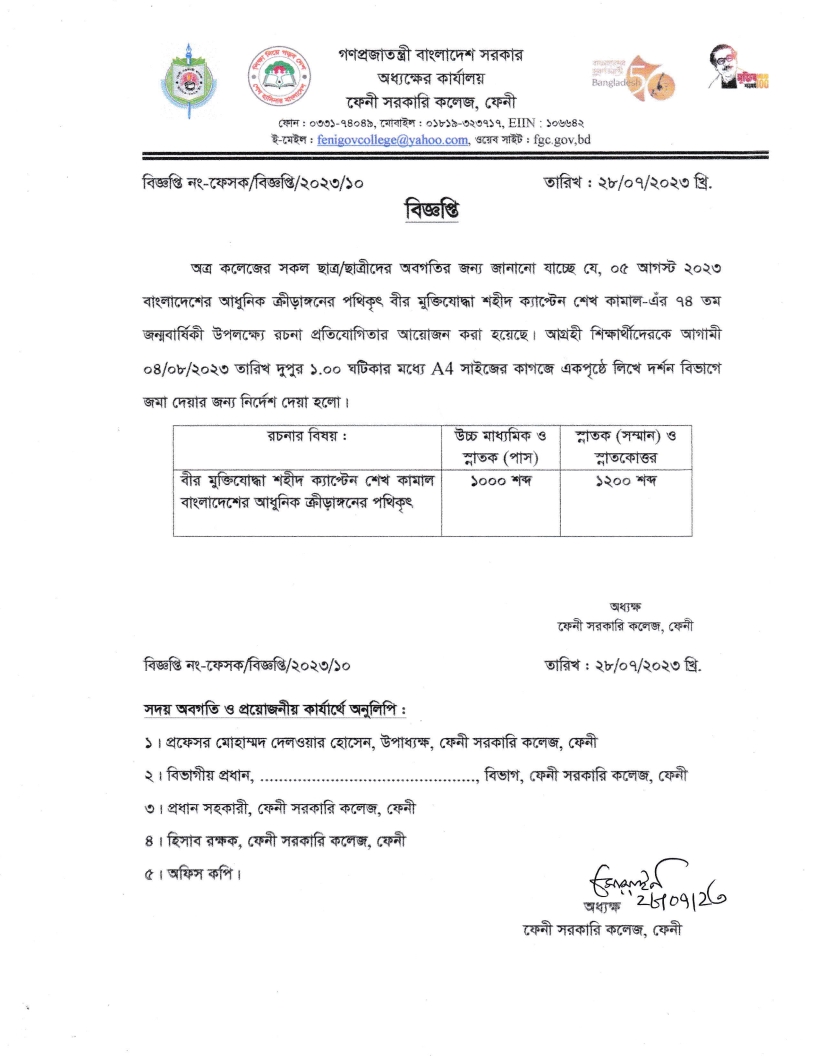 গণপ্রজাতন্ত্রী বাংলাদেশ সরকার
অধ্যক্ষের কার্যালয়
ফেনী সরকারি কলেজ, ফেনী
ফোন : ০৩৩১-৭৪০৪৯, মোবাইল : ০১৮১৯-৩২৩৭১৭, EIIN : ১০৬৬৪২
ই-মেইল : fenigovcollege@yahoo.com, ওয়েব সাইট : fgc.gov,bd
Bangladesh 50
বিজ্ঞপ্তি নং-ফেসক/বিজ্ঞপ্তি/২০২৩/১০ তারিখ : ২৮/০৭/২০২৩ খ্রি.
বিজ্ঞপ্তি
অত্র কলেজের সকল ছাত্র/ছাত্রীদের অবগতির জন্য জানানো যাচ্ছে যে, ০৫ আগস্ট ২০২৩
বাংলাদেশের আধুনিক ক্রীড়াঙ্গনের পথিকৃৎ বীর মুক্তিযোদ্ধা শহীদ ক্যাপ্টেন শেখ কামাল-এঁর ৭৪ তম
জন্মবার্ষিকী উপলক্ষ্যে রচনা প্রতিযোগিতার আয়োজন করা হয়েছে। আগ্রহী শিক্ষার্থীদেরকে আগামী
০৪/০৮/২০২৩ তারিখ দুপুর ১.০০ ঘটিকার মধ্যে A4 সাইজের কাগজে একপৃষ্ঠে লিখে দর্শন বিভাগে
জমা দেয়ার জন্য নির্দেশ দেয়া হলো।
রচনার বিষয় : উচ্চ মাধ্যমিক ও স্নাতক (সম্মান) ও
স্নাতক (পাস) স্নাতকোত্তর
বীর মুক্তিযোদ্ধা শহীদ ক্যাপ্টেন শেখ কামাল ১০০০ শব্দ ১২০০ শব্দ
বাংলাদেশের আধুনিক ক্রীড়াঙ্গনের পথিকৃৎ
অধ্যক্ষ
ফেনী সরকারি কলেজ, ফেনী
বিজ্ঞপ্তি নং-ফেসক/বিজ্ঞপ্তি/২০২৩/১০ তারিখ : ২৮/০৭/২০২৩ খ্রি.
সদয় অবগতি ও প্রয়োজনীয় কার্যার্থে অনুলিপি :
১। প্রফেসর মোহাম্মদ দেলওয়ার হোসেন, উপাধ্যক্ষ, ফেনী সরকারি কলেজ, ফেনী
২। বিভাগীয় প্রধান, ............................................., বিভাগ, ফেনী সরকারি কলেজ, ফেনী
৩। প্রধান সহকারী, ফেনী সরকারি কলেজ, ফেনী
৪। হিসাব রক্ষক, ফেনী সরকারি কলেজ, ফেনী
৫। অফিস কপি।
২৮/০৭/২৩
অধ্যক্ষ
ফেনী সরকারি কলেজ, ফেনী